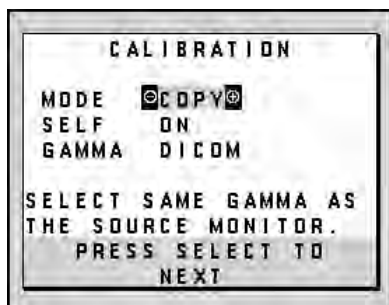 CALIBRATION
MODE ⊖COPY⊕
SELF ON
GAMMA DICOM
SELECT SAME GAMMA AS
THE SOURCE MONITOR.
PRESS SELECT TO
NEXT